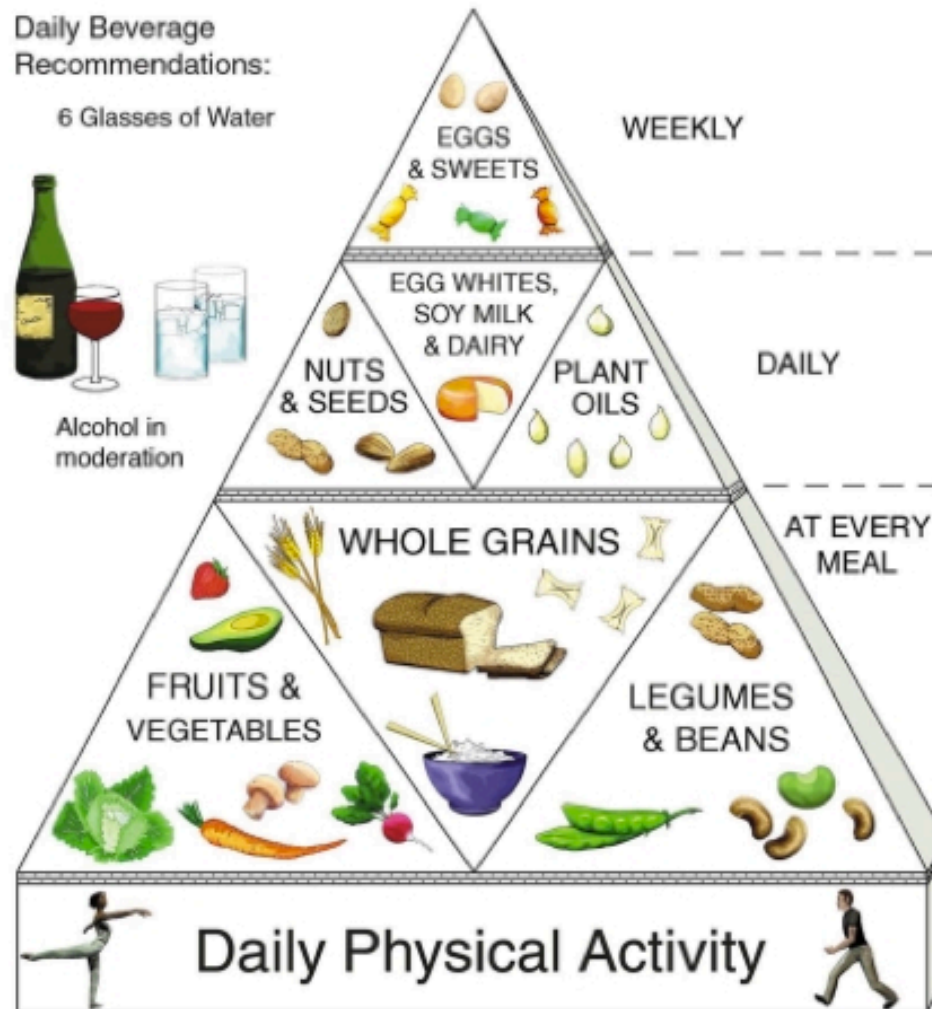 Daily Beverage
Recommendations:
6 Glasses of Water
Alcohol in
moderation
EGGS
& SWEETS
WEEKLY
EGG WHITES,
SOY MILK
& DAIRY
NUTS
& SEEDS
PLANT
OILS
DAILY
WHOLE GRAINS
AT EVERY
MEAL
FRUITS &
VEGETABLES
LEGUMES
& BEANS
Daily Physical Activity